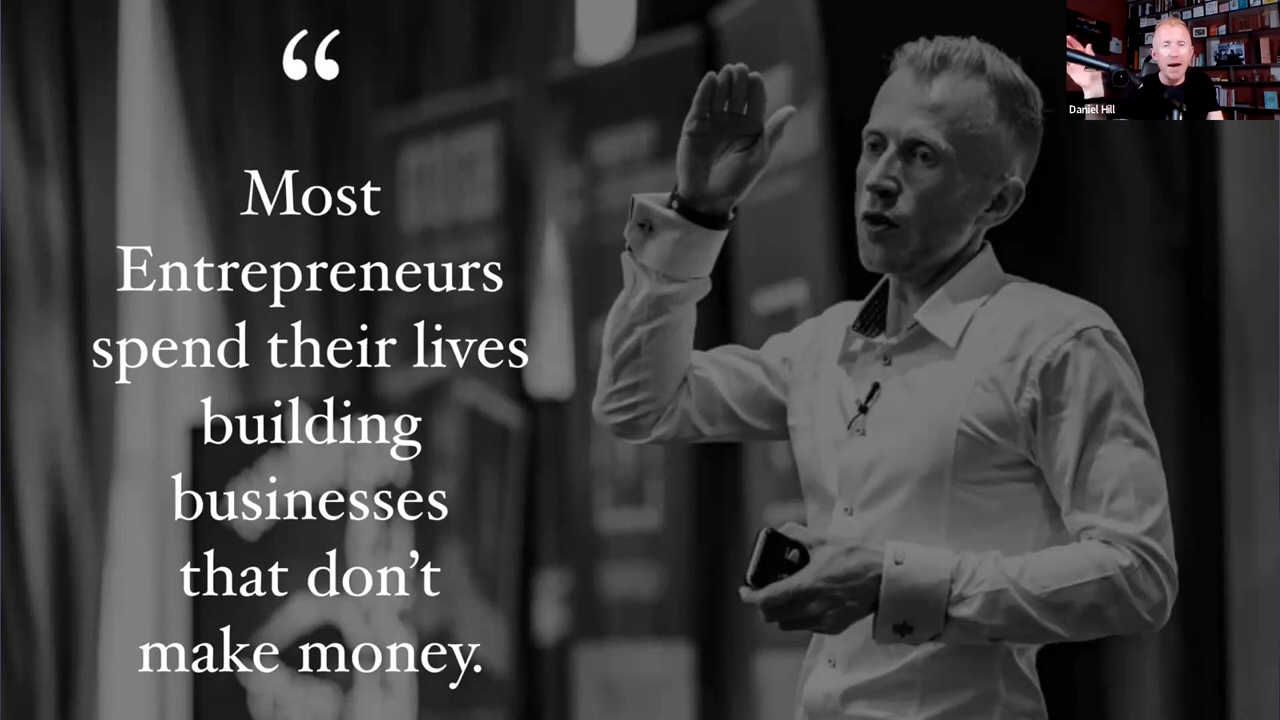 “
Most
Entrepreneurs
spend their lives
building
businesses
that don’t
make money.
Daniel Hill